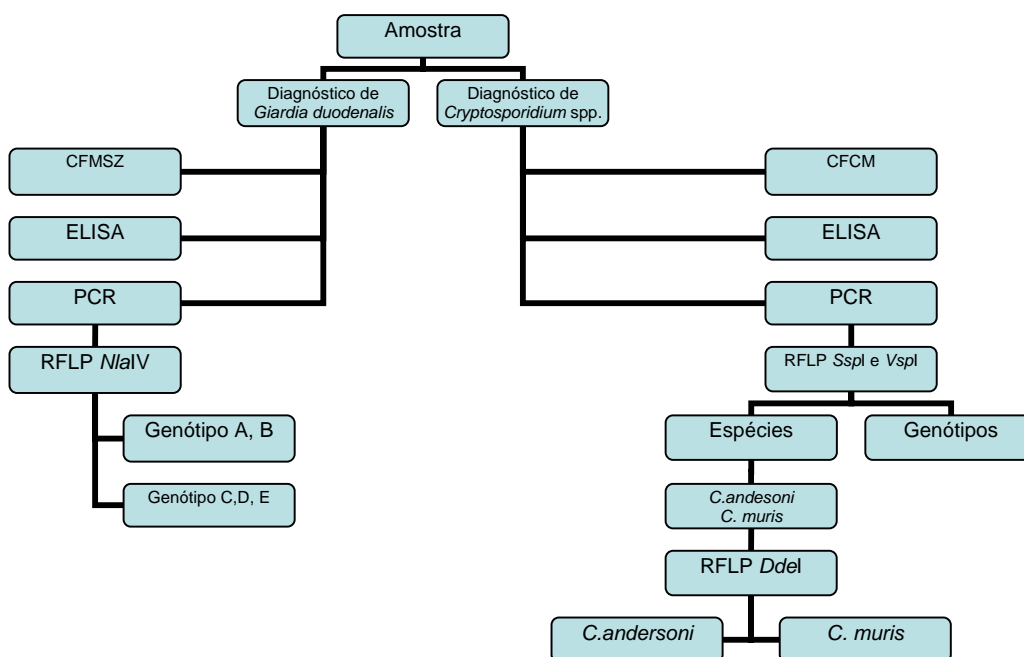 Amostra
Diagnóstico de
Giardia duodenalis
Diagnóstico de
Cryptosporidium spp.
CFMSZ
CFCM
ELISA
ELISA
PCR
PCR
RFLP NlaIV
RFLP SspI e VspI
Genótipo A, B
Espécies
Genótipos
Genótipo C,D, E
C.andesoni
C. muris
RFLP DdeI
C.andersoni
C. muris